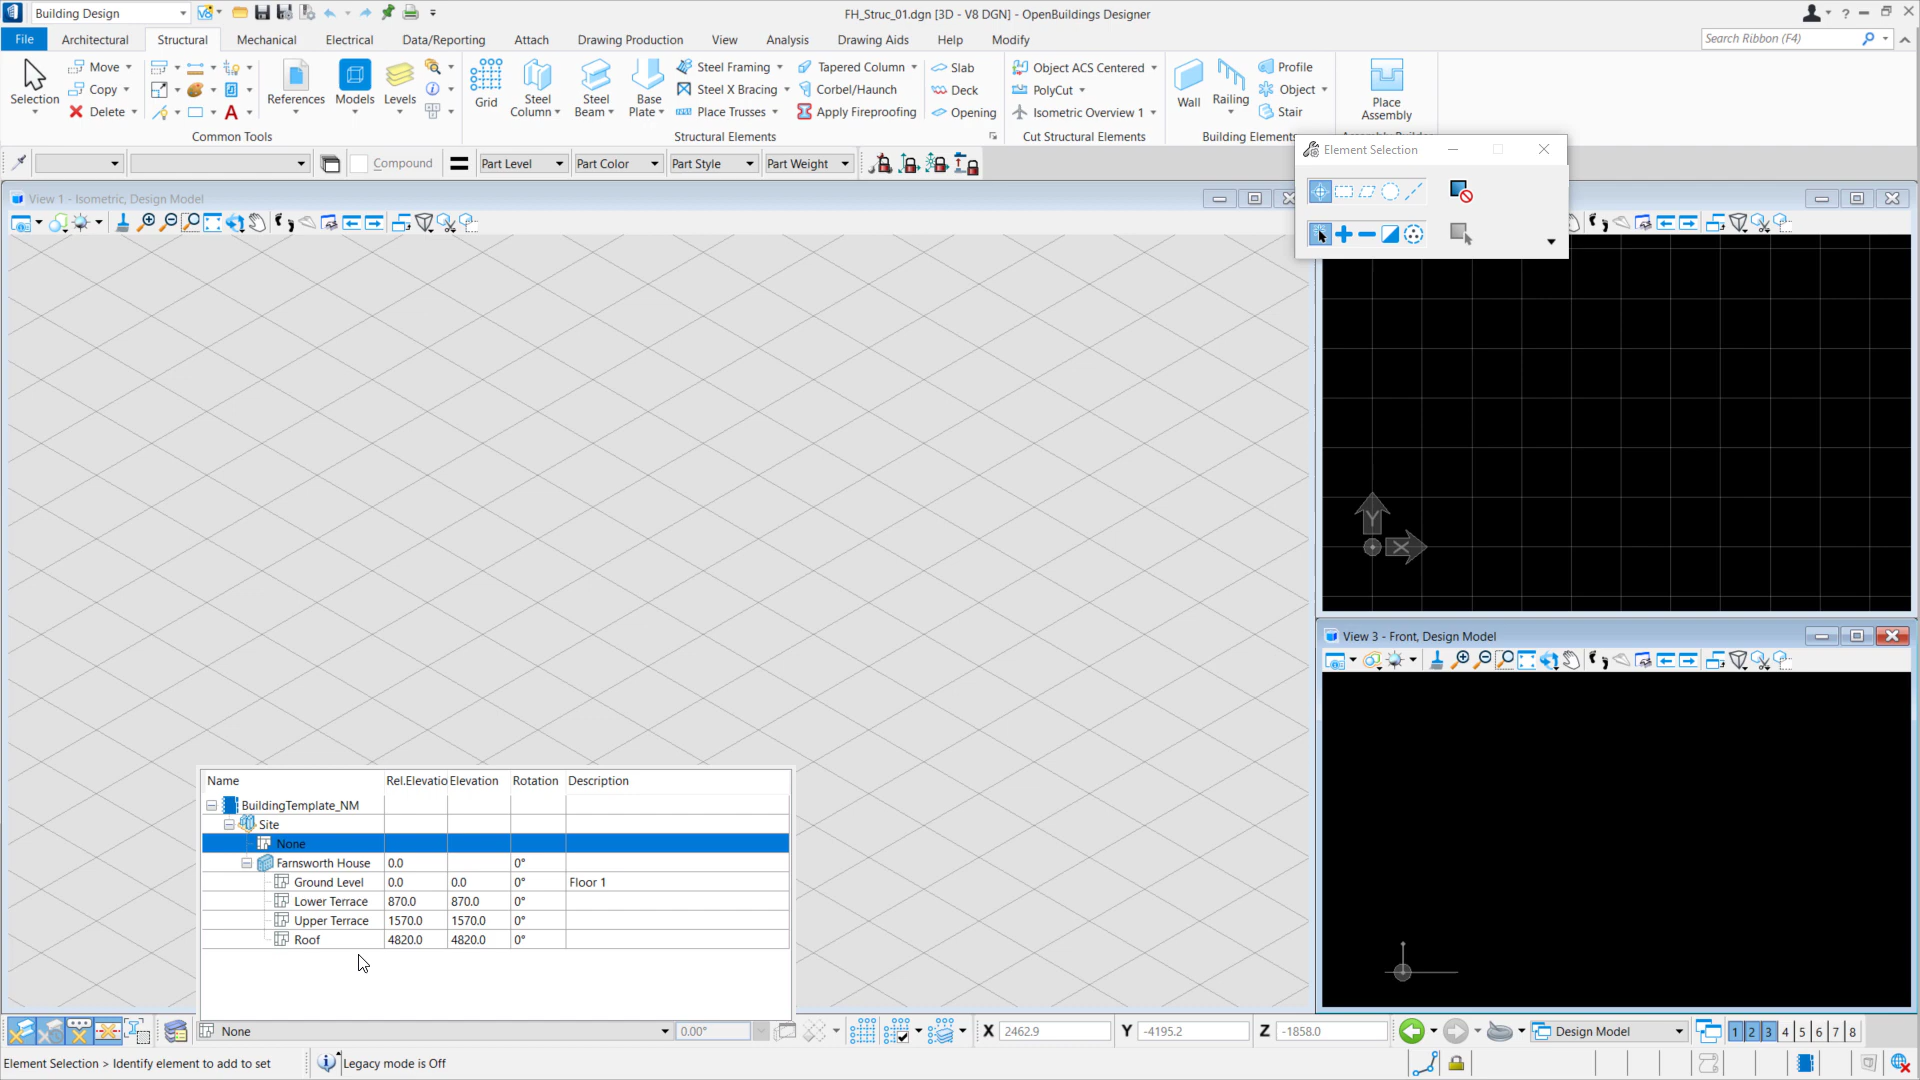 Building Design
FH_Struc_01.dgn [3D - V8 DGN] - OpenBuildings Designer
File Architectural Structural Mechanical Electrical Data/Reporting Attach Drawing Production View Analysis Drawing Aids Help Modify
Search Ribbon (F4)
Move
Copy
Delete
Selection
References
Models
Levels
Common Tools
Grid
Steel Column
Steel Beam
Base Plate
Steel Framing
Steel X Bracing
Place Trusses
Tapered Column
Corbel/Haunch
Apply Fireproofing
Slab
Deck
Opening
Structural Elements
Object ACS Centered
PolyCut
Isometric Overview 1
Cut Structural Elements
Wall
Railing
Profile
Object
Stair
Building Elements
Place Assembly
Compound
Part Level
Part Color
Part Style
Part Weight
Element Selection
View 1 - Isometric, Design Model
Y
X
View 3 - Front, Design Model
Name Rel.Elevatio Elevation Rotation Description
BuildingTemplate_NM
Site
None
Farnsworth House 0.0 0°
Ground Level 0.0 0.0 0° Floor 1
Lower Terrace 870.0 870.0 0°
Upper Terrace 1570.0 1570.0 0°
Roof 4820.0 4820.0 0°
None 0.00° X 2462.9 Y -4195.2 Z -1858.0 Design Model 1 2 3 4 5 6 7 8
Element Selection > Identify element to add to set Legacy mode is Off